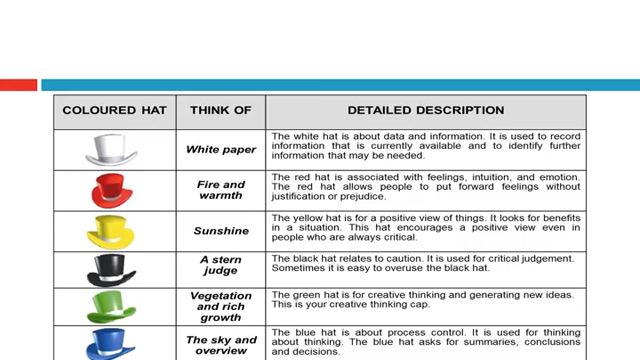 COLOURED HAT THINK OF DETAILED DESCRIPTION
White paper
The white hat is about data and information. It is used to record
information that is currently available and to identify further
information that may be needed.
Fire and
warmth
The red hat is associated with feelings, intuition, and emotion.
The red hat allows people to put forward feelings without
justification or prejudice.
Sunshine
The yellow hat is for a positive view of things. It looks for benefits
in a situation. This hat encourages a positive view even in
people who are always critical.
A stern
judge
The black hat relates to caution. It is used for critical judgement.
Sometimes it is easy to overuse the black hat.
Vegetation
and rich
growth
The green hat is for creative thinking and generating new ideas.
This is your creative thinking cap.
The sky and
overview
The blue hat is about process control. It is used for thinking
about thinking. The blue hat asks for summaries, conclusions
and decisions.